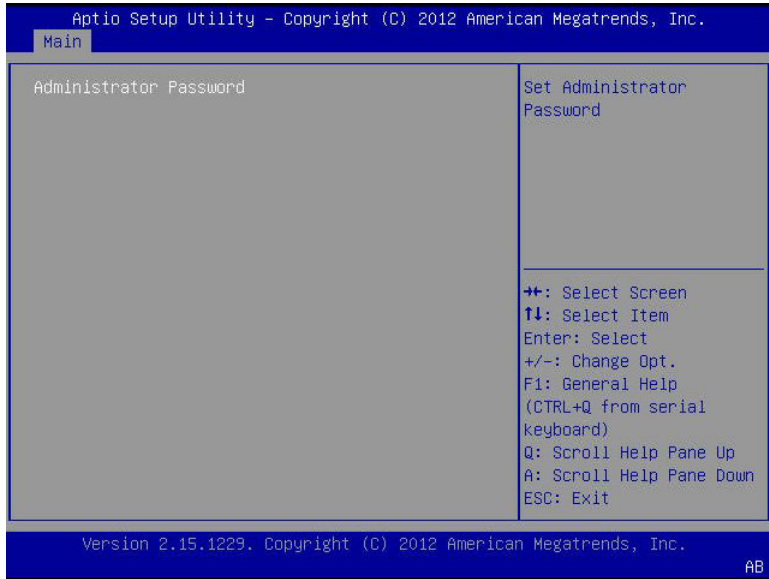 Aptio Setup Utility – Copyright (C) 2012 American Megatrends, Inc.
Main
Administrator Password
Set Administrator
Password
→←: Select Screen
↑↓: Select Item
Enter: Select
+/-: Change Opt.
F1: General Help
(CTRL+Q from serial
keyboard)
Q: Scroll Help Pane Up
A: Scroll Help Pane Down
ESC: Exit
Version 2.15.1229. Copyright (C) 2012 American Megatrends, Inc.
AB